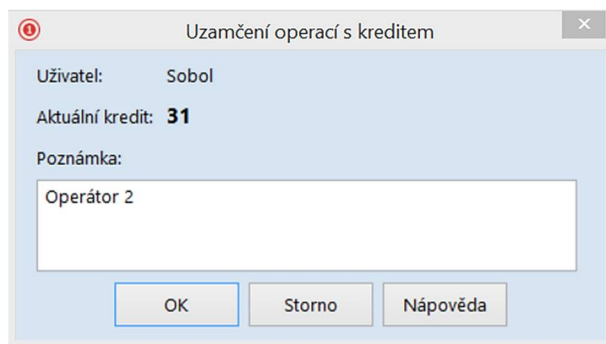 Uzamčení operací s kreditem
Uživatel: Sobol
Aktuální kredit: 31
Poznámka:
Operátor 2
OK Storno Nápověda